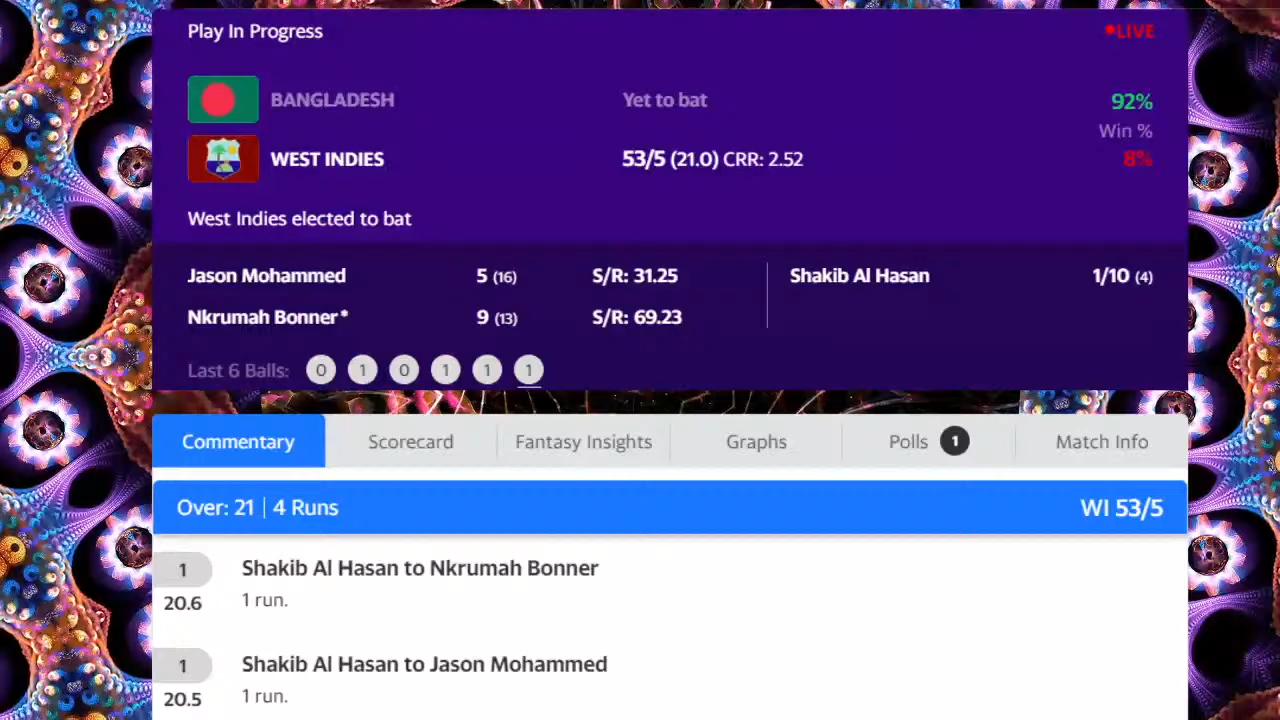 Play In Progress
LIVE
BANGLADESH Yet to bat 92%
Win %
WEST INDIES 53/5 (21.0) CRR: 2.52 8%
West Indies elected to bat
Jason Mohammed 5 (16) S/R: 31.25 Shakib Al Hasan 1/10 (4)
Nkrumah Bonner* 9 (13) S/R: 69.23
Last 6 Balls: 0 1 0 1 1 1
Commentary Scorecard Fantasy Insights Graphs Polls 1 Match Info
Over: 21 | 4 Runs WI 53/5
1 Shakib Al Hasan to Nkrumah Bonner
20.6 1 run.
1 Shakib Al Hasan to Jason Mohammed
20.5 1 run.